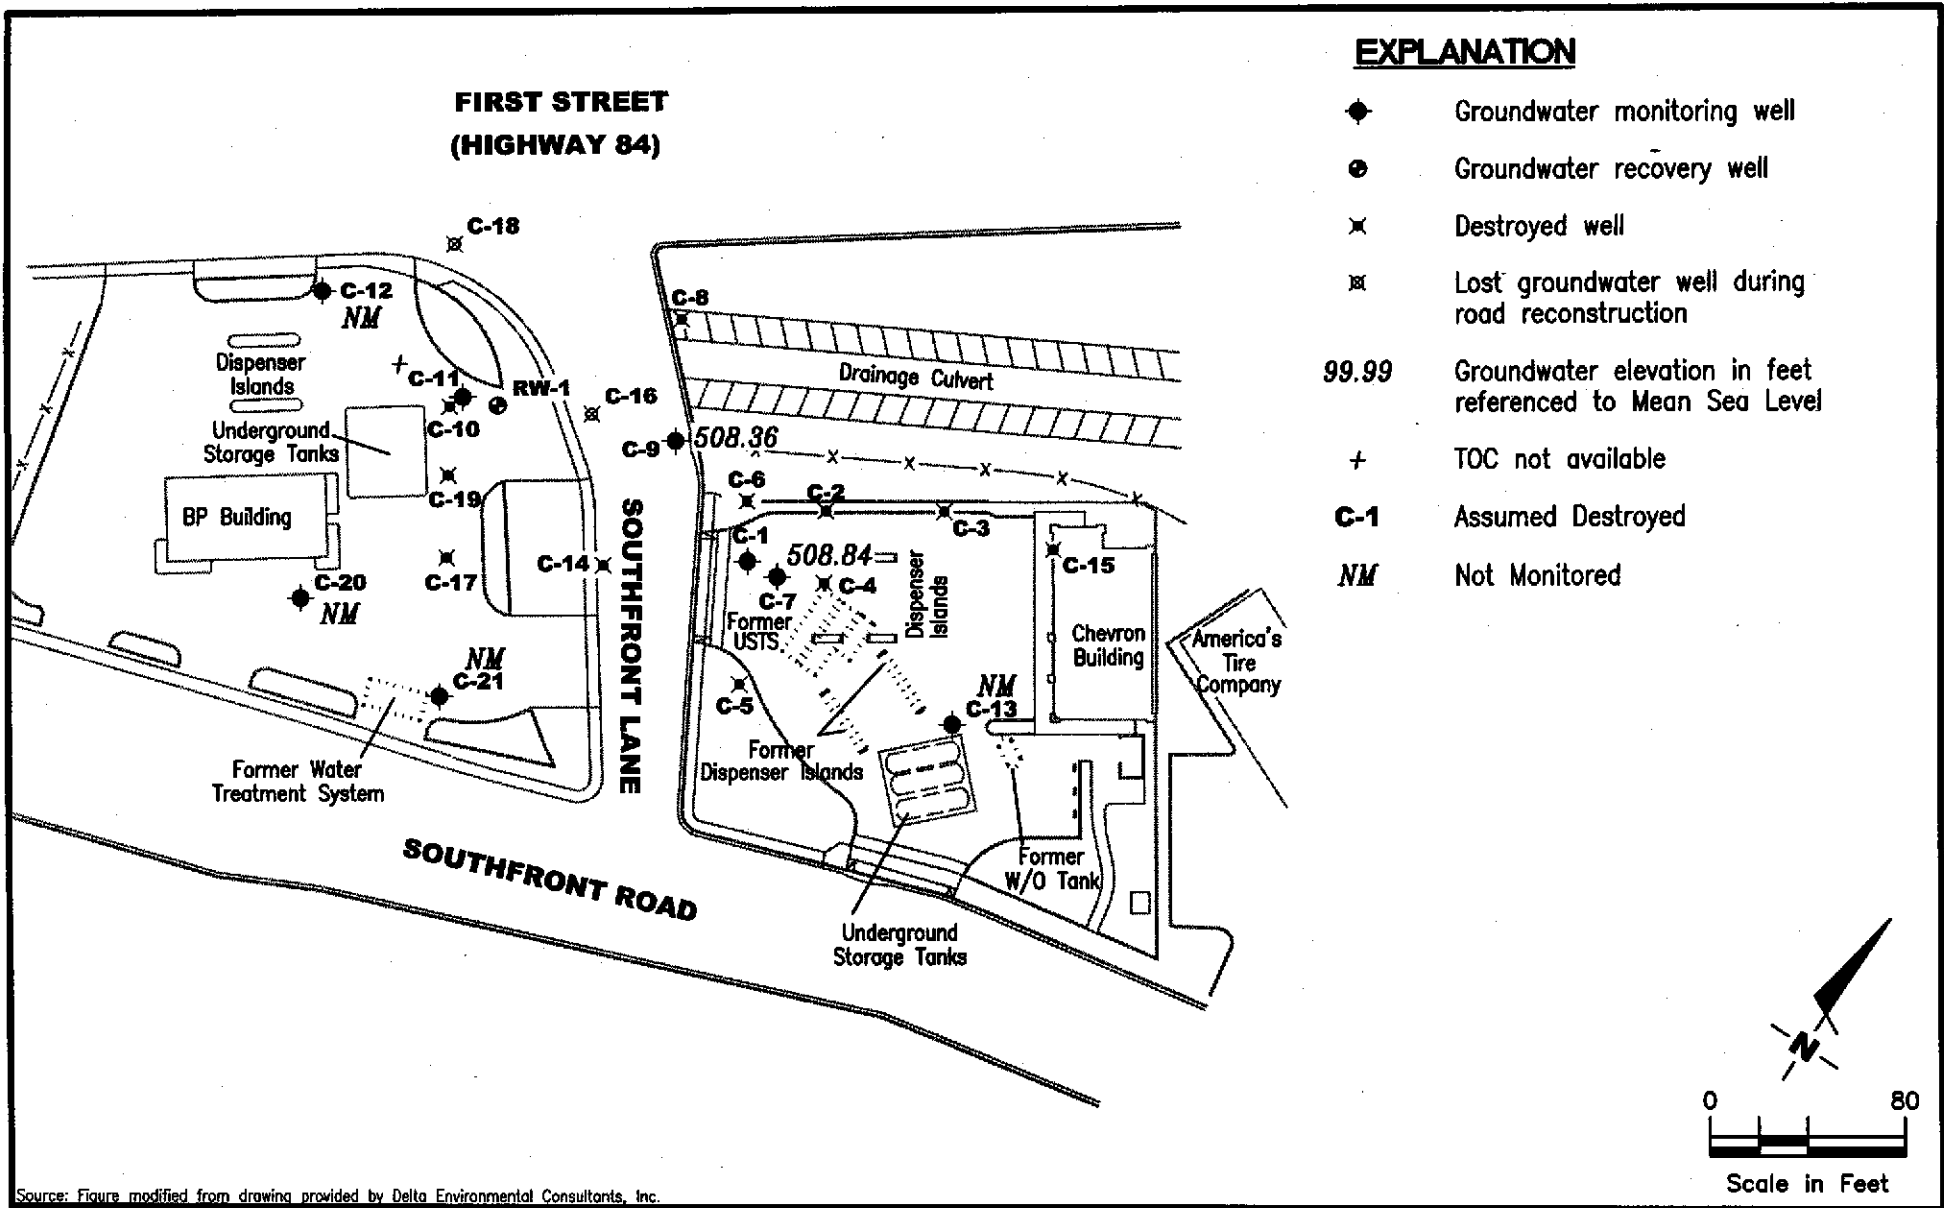 EXPLANATION
Groundwater monitoring well
Groundwater recovery well
Destroyed well
Lost groundwater well during
road reconstruction
99.99
Groundwater elevation in feet
referenced to Mean Sea Level
+
TOC not available
C-1
Assumed Destroyed
NM
Not Monitored
FIRST STREET
(HIGHWAY 84)
C-18
C-12
NM
C-8
Dispenser
Islands
+
C-11
RW-1
C-16
Drainage Culvert
C-10
Underground
Storage Tanks
C-9
508.36
C-6
C-2
C-19
C-3
BP Building
C-1
508.84
C-14
C-15
C-17
C-4
C-20
NM
C-7
Former
USTS
Dispenser
Islands
SOUTHFRONT LANE
Chevron
Building
America's
Tire
Company
NM
C-21
C-5
NM
C-13
Former
Dispenser Islands
Former Water
Treatment System
SOUTHFRONT ROAD
Former
W/O Tank
Underground
Storage Tanks
N
0 80
Scale in Feet
Source: Figure modified from drawing provided by Delta Environmental Consultants, Inc.